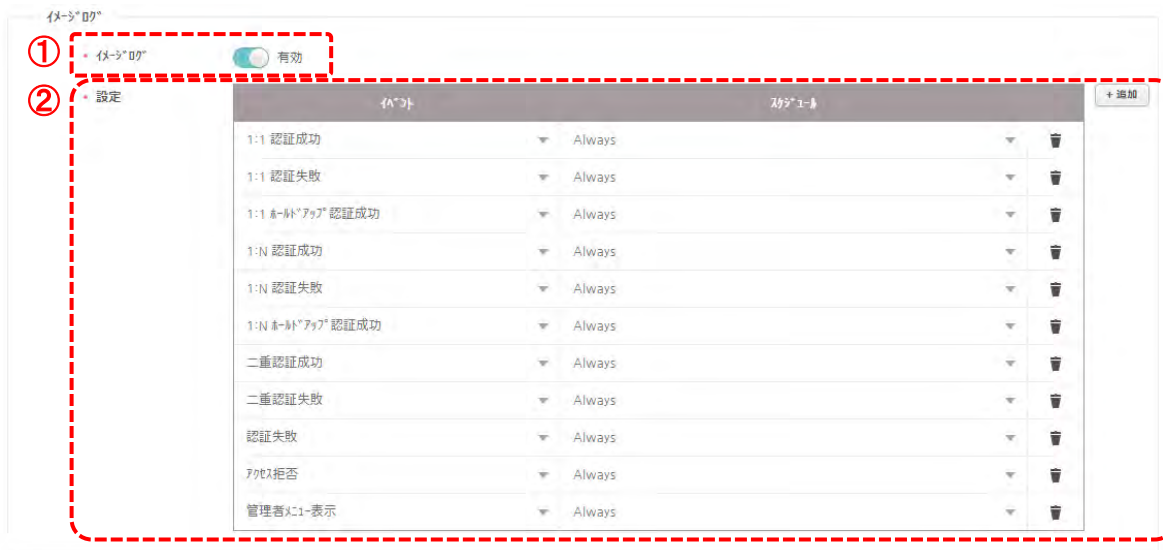 ｲﾒｰｼﾞﾛｸﾞ
① • ｲﾒｰｼﾞﾛｸﾞ 有効
② • 設定 ｲﾍﾞﾝﾄ ｽｹｼﾞｭｰﾙ + 追加
1:1 認証成功 Always
1:1 認証失敗 Always
1:1 ﾎｰﾙﾄﾞｱｯﾌﾟ認証成功 Always
1:N 認証成功 Always
1:N 認証失敗 Always
1:N ﾎｰﾙﾄﾞｱｯﾌﾟ認証成功 Always
二重認証成功 Always
二重認証失敗 Always
認証失敗 Always
ｱｸｾｽ拒否 Always
管理者ﾒﾆｭｰ表示 Always